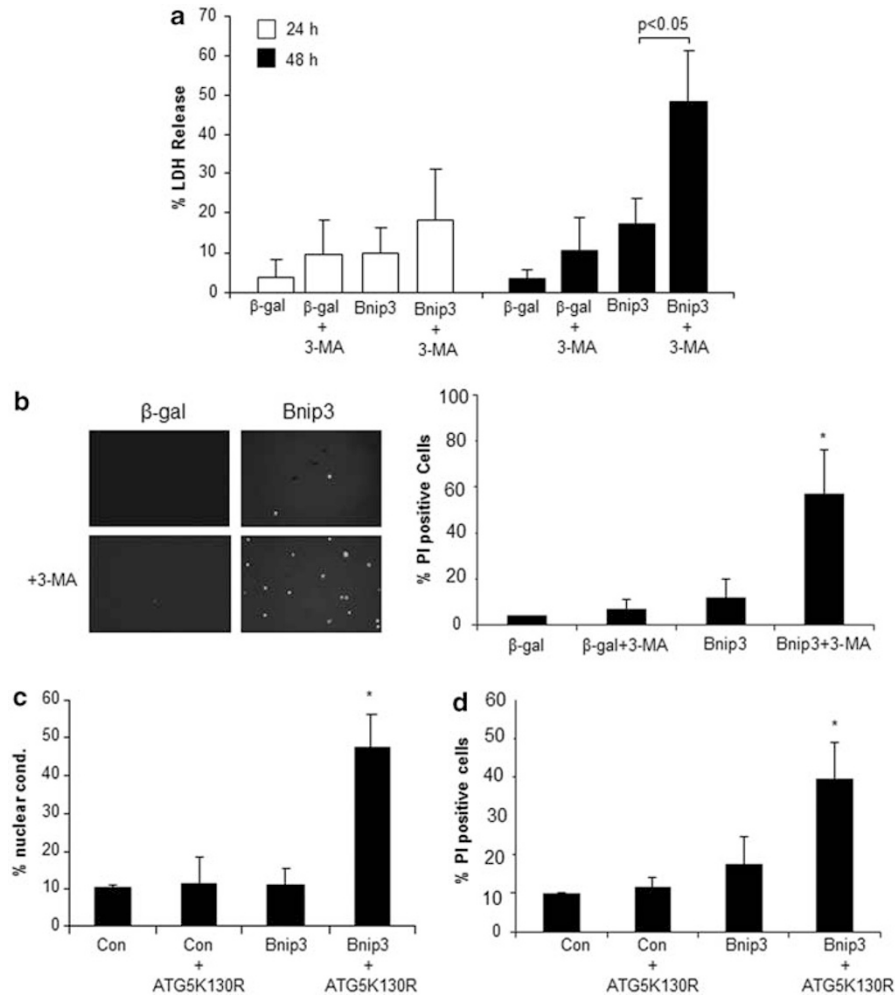 a
70
60
50
40
30
20
10
0
% LDH Release
24 h
48 h
p<0.05
β-gal
β-gal + 3-MA
Bnip3
Bnip3 + 3-MA
β-gal
β-gal + 3-MA
Bnip3
Bnip3 + 3-MA
b
β-gal Bnip3
+3-MA
100
80
60
40
20
0
% PI positive Cells
*
β-gal β-gal+3-MA Bnip3 Bnip3+3-MA
c
60
50
40
30
20
10
0
% nuclear cond.
*
Con
Con + ATG5K130R
Bnip3
Bnip3 + ATG5K130R
d
60
50
40
30
20
10
0
% PI positive cells
*
Con
Con + ATG5K130R
Bnip3
Bnip3 + ATG5K130R